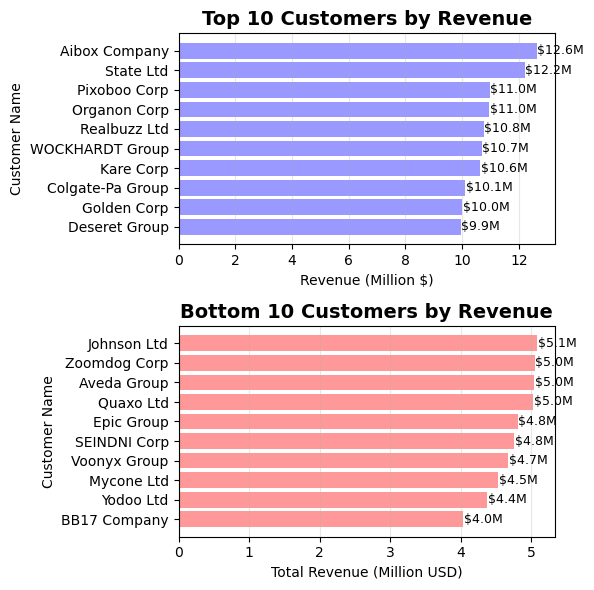 Top 10 Customers by Revenue
Customer Name
Aibox Company $12.6M
State Ltd $12.2M
Pixoboo Corp $11.0M
Organon Corp $11.0M
Realbuzz Ltd $10.8M
WOCKHARDT Group $10.7M
Kare Corp $10.6M
Colgate-Pa Group $10.1M
Golden Corp $10.0M
Deseret Group $9.9M
0 2 4 6 8 10 12
Revenue (Million $)
Bottom 10 Customers by Revenue
Customer Name
Johnson Ltd $5.1M
Zoomdog Corp $5.0M
Aveda Group $5.0M
Quaxo Ltd $5.0M
Epic Group $4.8M
SEINDNI Corp $4.8M
Voonyx Group $4.7M
Mycone Ltd $4.5M
Yodoo Ltd $4.4M
BB17 Company $4.0M
0 1 2 3 4 5
Total Revenue (Million USD)